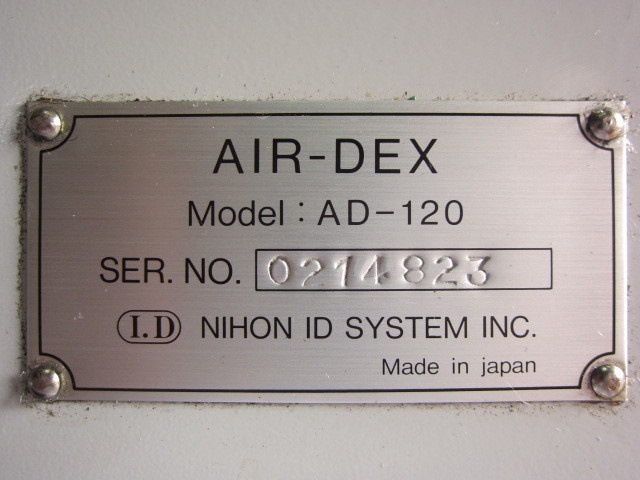 AIR-DEX
Model : AD-120
SER. NO. 0214823
I.D NIHON ID SYSTEM INC.
Made in japan